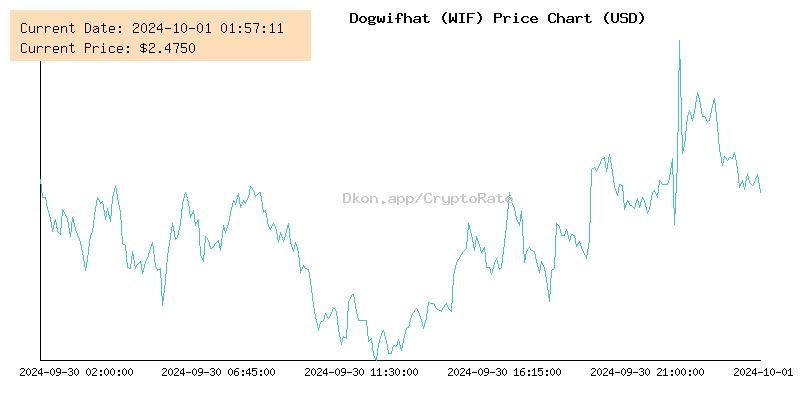 Dogwifhat (WIF) Price Chart (USD)
Current Date: 2024-10-01 01:57:11
Current Price: $2.4750
Dkon.app/CryptoRate
2024-09-30 02:00:00 2024-09-30 06:45:00 2024-09-30 11:30:00 2024-09-30 16:15:00 2024-09-30 21:00:00 2024-10-01